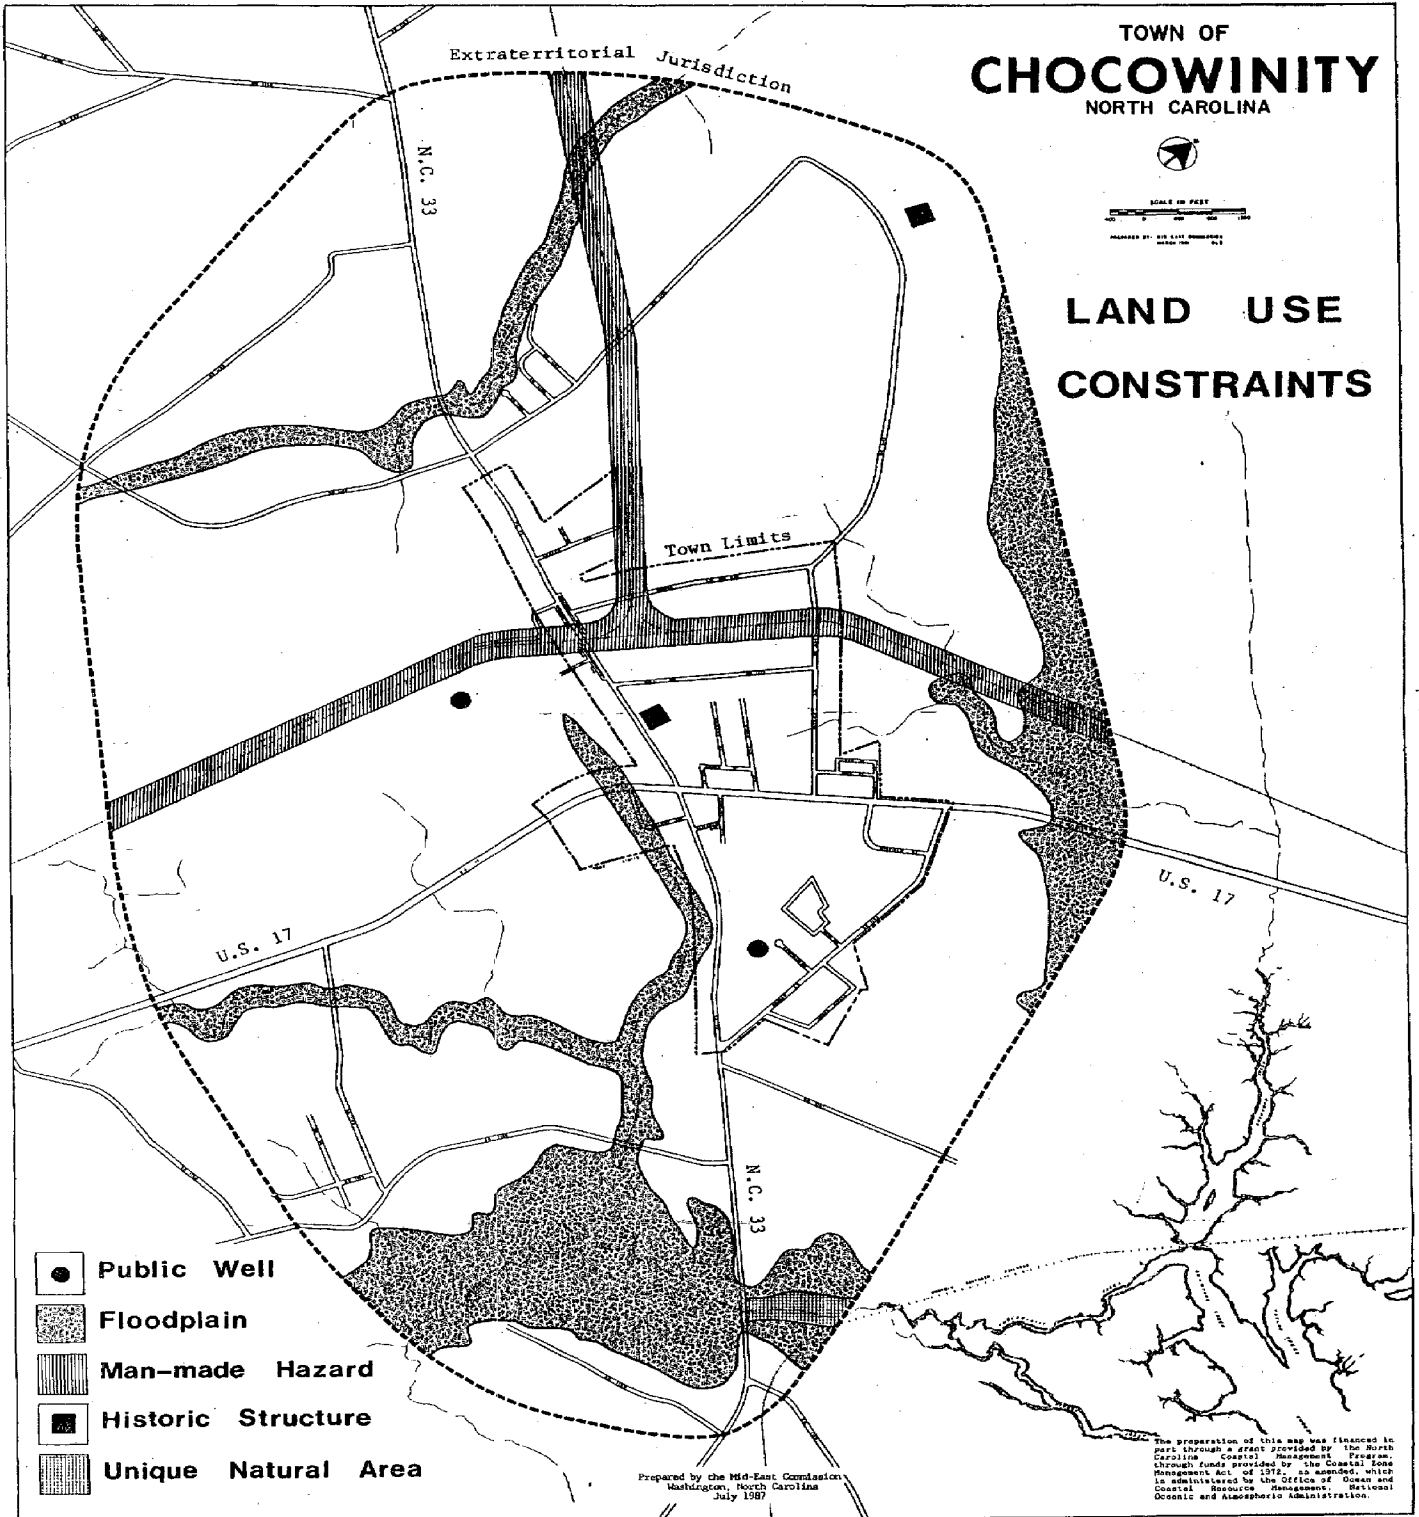 TOWN OF
CHOCOWINITY
NORTH CAROLINA
SCALE IN FEET
LAND USE
CONSTRAINTS
Extraterritorial Jurisdiction
N.C. 33
Town Limits
U.S. 17
U.S. 17
N.C. 33
Public Well
Floodplain
Man-made Hazard
Historic Structure
Unique Natural Area
Prepared by the Mid-East Commission
Washington, North Carolina
July 1987
The preparation of this map was financed in
part through a grant provided by the North
Carolina Coastal Management Program,
through funds provided by the Coastal Zone
Management Act of 1972, as amended, which
is administered by the Office of Ocean and
Coastal Resource Management, National
Oceanic and Atmospheric Administration.